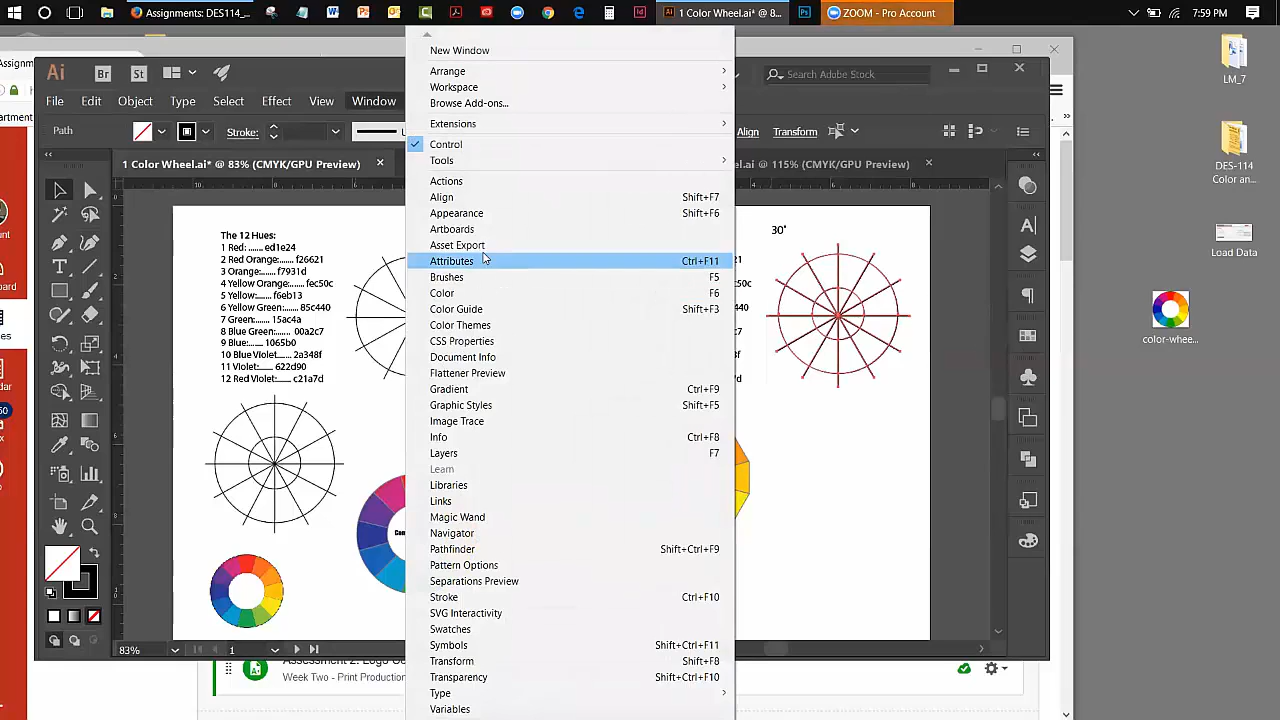 Assignments: DES114_...
1 Color Wheel.ai* @ 8...
ZOOM - Pro Account
7:59 PM
Assignm
Ai
Br
St
Search Adobe Stock
File
Edit
Object
Type
Select
Effect
View
Window
Path
Stroke:
Align
Transform
1 Color Wheel.ai* @ 83% (CMYK/GPU Preview)
el.ai @ 115% (CMYK/GPU Preview)
New Window
Arrange
Workspace
Browse Add-ons...
Extensions
Control
Tools
Actions
Align Shift+F7
Appearance Shift+F6
Artboards
Asset Export
Attributes Ctrl+F11
Brushes F5
Color F6
Color Guide Shift+F3
Color Themes
CSS Properties
Document Info
Flattener Preview
Gradient Ctrl+F9
Graphic Styles Shift+F5
Image Trace
Info Ctrl+F8
Layers F7
Learn
Libraries
Links
Magic Wand
Navigator
Pathfinder Shift+Ctrl+F9
Pattern Options
Separations Preview
Stroke Ctrl+F10
SVG Interactivity
Swatches
Symbols Shift+Ctrl+F11
Transform Shift+F8
Transparency Shift+Ctrl+F10
Type
Variables
The 12 Hues:
1 Red: ...... ed1e24
2 Red Orange:....... f26621
3 Orange:....... f7931d
4 Yellow Orange:....... fec50c
5 Yellow:....... f6eb13
6 Yellow Green:....... 85c440
7 Green:....... 15ac4a
8 Blue Green:....... 00a2c7
9 Blue:....... 1065b0
10 Blue Violet....... 2a348f
11 Violet:....... 622d90
12 Red Violet:....... c21a7d
30°
83%
1
Week Two - Print Production
LM_7
DES-114
Color an...
Load Data
color-whee...